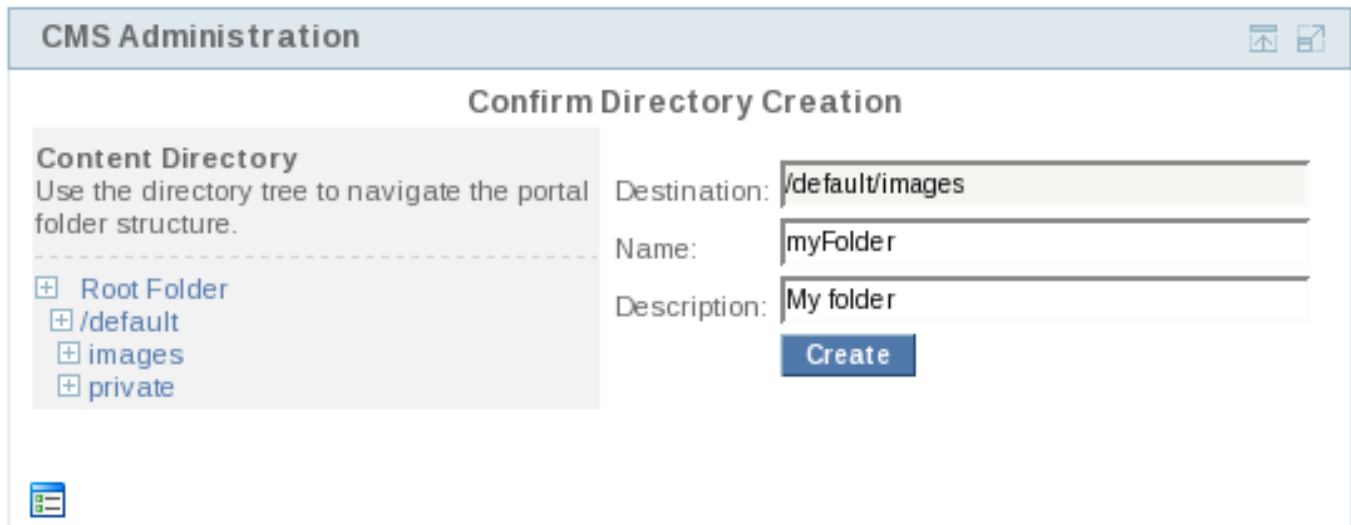 CMS Administration
Confirm Directory Creation
Content Directory
Use the directory tree to navigate the portal
folder structure.
Root Folder
/default
images
private
Destination: /default/images
Name: myFolder
Description: My folder
Create